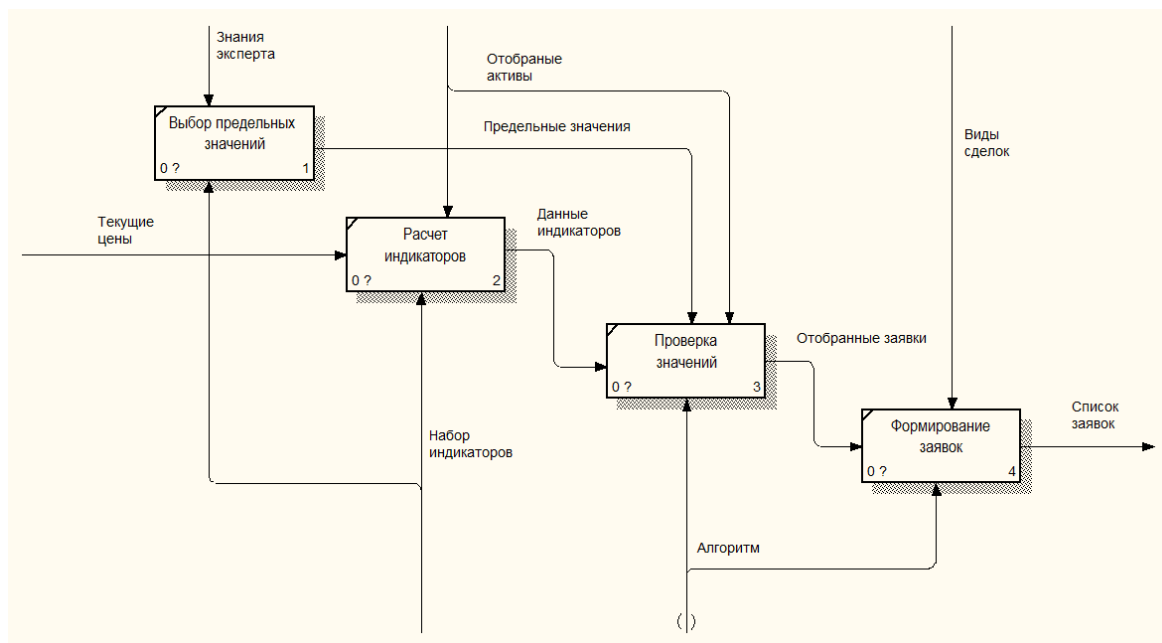 Знания
эксперта
Отобраные
активы
Выбор предельных
значений
0 ?
1
Предельные значения
Виды
сделок
Текущие
цены
Данные
индикаторов
Расчет
индикаторов
0 ?
2
Проверка
значений
0 ?
3
Отобранные заявки
Список
заявок
Формирование
заявок
0 ?
4
Набор
индикаторов
Алгоритм
( )